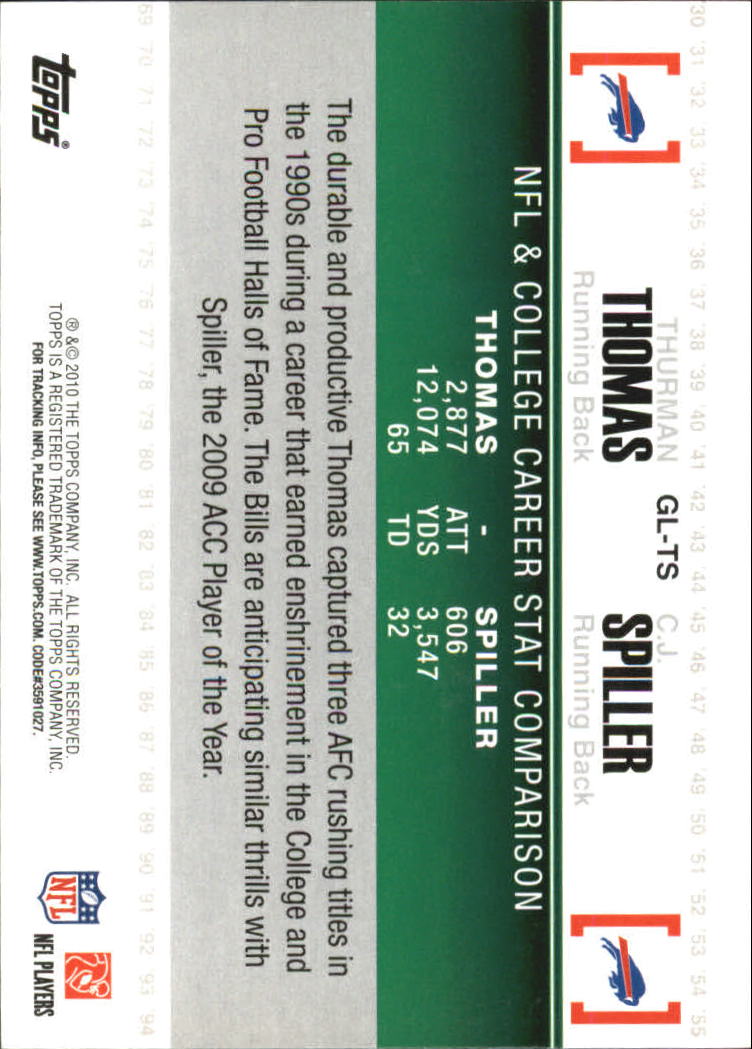 '30 '31 '32 '33 '34 '35 '36 '37 '38 '39 '40 '41 '42 '43 '44 '45 '46 '47 '48 '49 '50 '51 '52 '53 '54 '55
THURMAN GL-TS C.J.
THOMAS SPILLER
Running Back Running Back
NFL & COLLEGE CAREER STAT COMPARISON
THOMAS - SPILLER
2,877 ATT 606
12,074 YDS 3,547
65 TD 32
The durable and productive Thomas captured three AFC rushing titles in
the 1990s during a career that earned enshrinement in the College and
Pro Football Halls of Fame. The Bills are anticipating similar thrills with
Spiller, the 2009 ACC Player of the Year.
'69 '70 '71 '72 '73 '74 '75 '76 '77 '78 '79 '80 '81 '82 '83 '84 '85 '86 '87 '88 '89 '90 '91 '92 '93 '94
topps®
® & © 2010 THE TOPPS COMPANY, INC. ALL RIGHTS RESERVED.
TOPPS IS A REGISTERED TRADEMARK OF THE TOPPS COMPANY, INC.
FOR TRACKING INFO, PLEASE SEE WWW.TOPPS.COM. CODE#3591027.
NFL
NFL PLAYERS